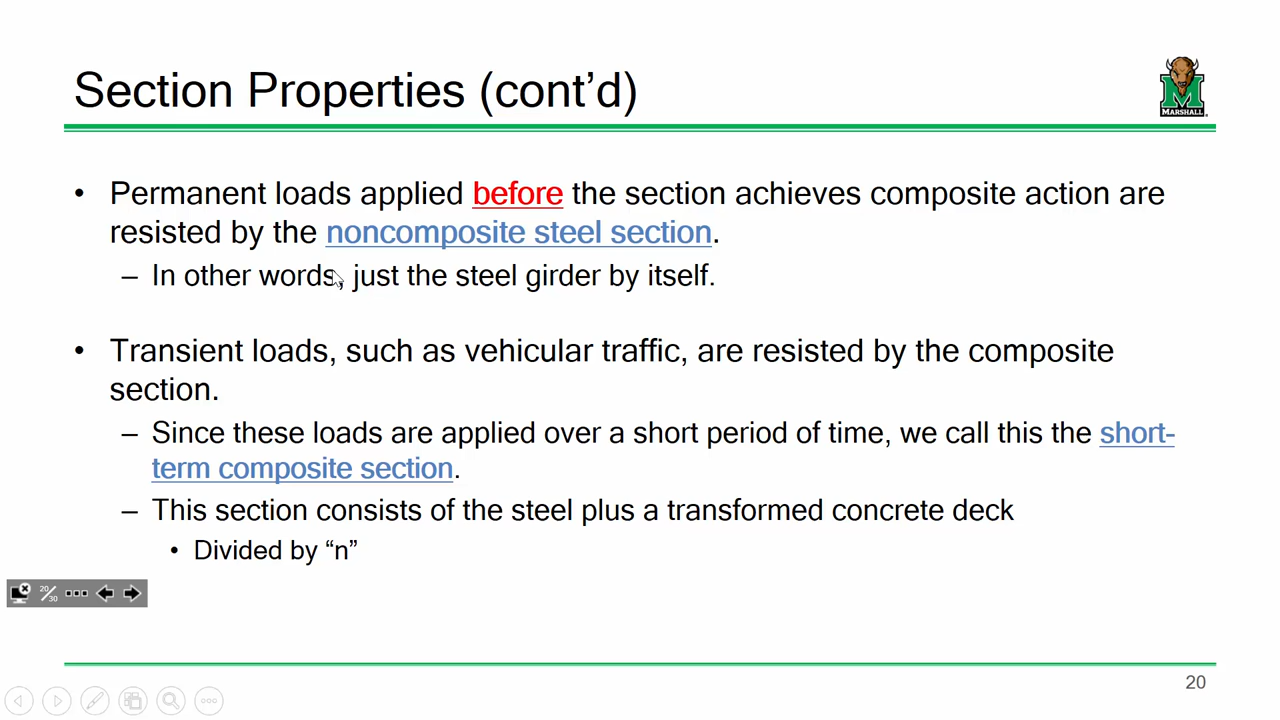 Section Properties (cont’d)
MARSHALL
• Permanent loads applied before the section achieves composite action are
resisted by the noncomposite steel section.
– In other words, just the steel girder by itself.
• Transient loads, such as vehicular traffic, are resisted by the composite
section.
– Since these loads are applied over a short period of time, we call this the short-
term composite section.
– This section consists of the steel plus a transformed concrete deck
• Divided by “n”
20/30
20